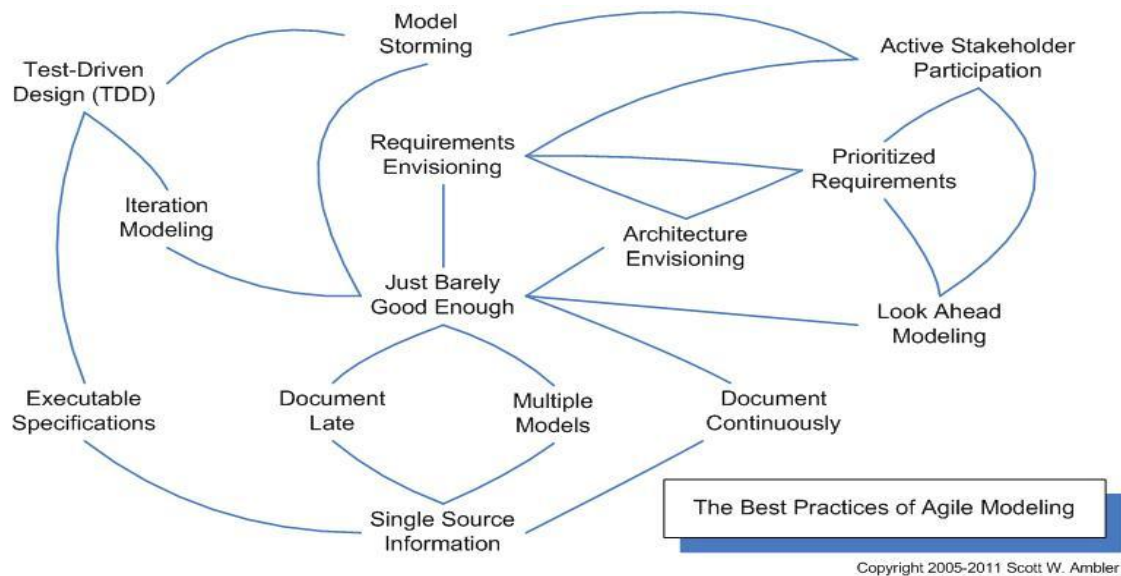 Model
Storming
Active Stakeholder
Participation
Test-Driven
Design (TDD)
Requirements
Envisioning
Prioritized
Requirements
Iteration
Modeling
Architecture
Envisioning
Just Barely
Good Enough
Look Ahead
Modeling
Executable
Specifications
Document
Late
Multiple
Models
Document
Continuously
Single Source
Information
The Best Practices of Agile Modeling
Copyright 2005-2011 Scott W. Ambler